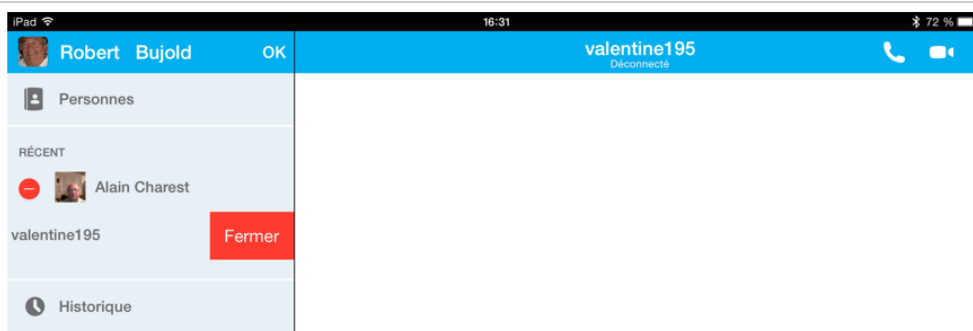 iPad 16:31 72 %
Robert Bujold OK
valentine195
Déconnecté
Personnes
RÉCENT
Alain Charest
valentine195 Fermer
Historique